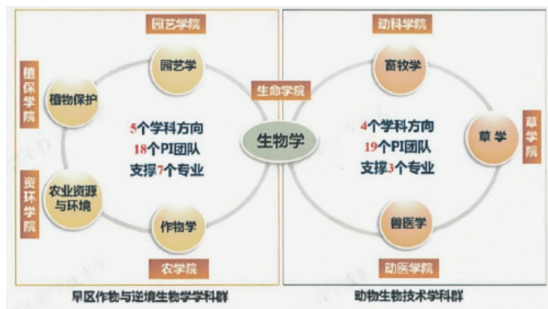 园艺学院
动科学院
园艺学
畜牧学
植保学院
植物保护
生命学院
5个学科方向
18个PI团队
支撑7个专业
生物学
4个学科方向
19个PI团队
支撑3个专业
草学
草学院
资环学院
农业资源
与环境
作物学
兽医学
农学院
动医学院
旱区作物与逆境生物学学科群
动物生物技术学科群